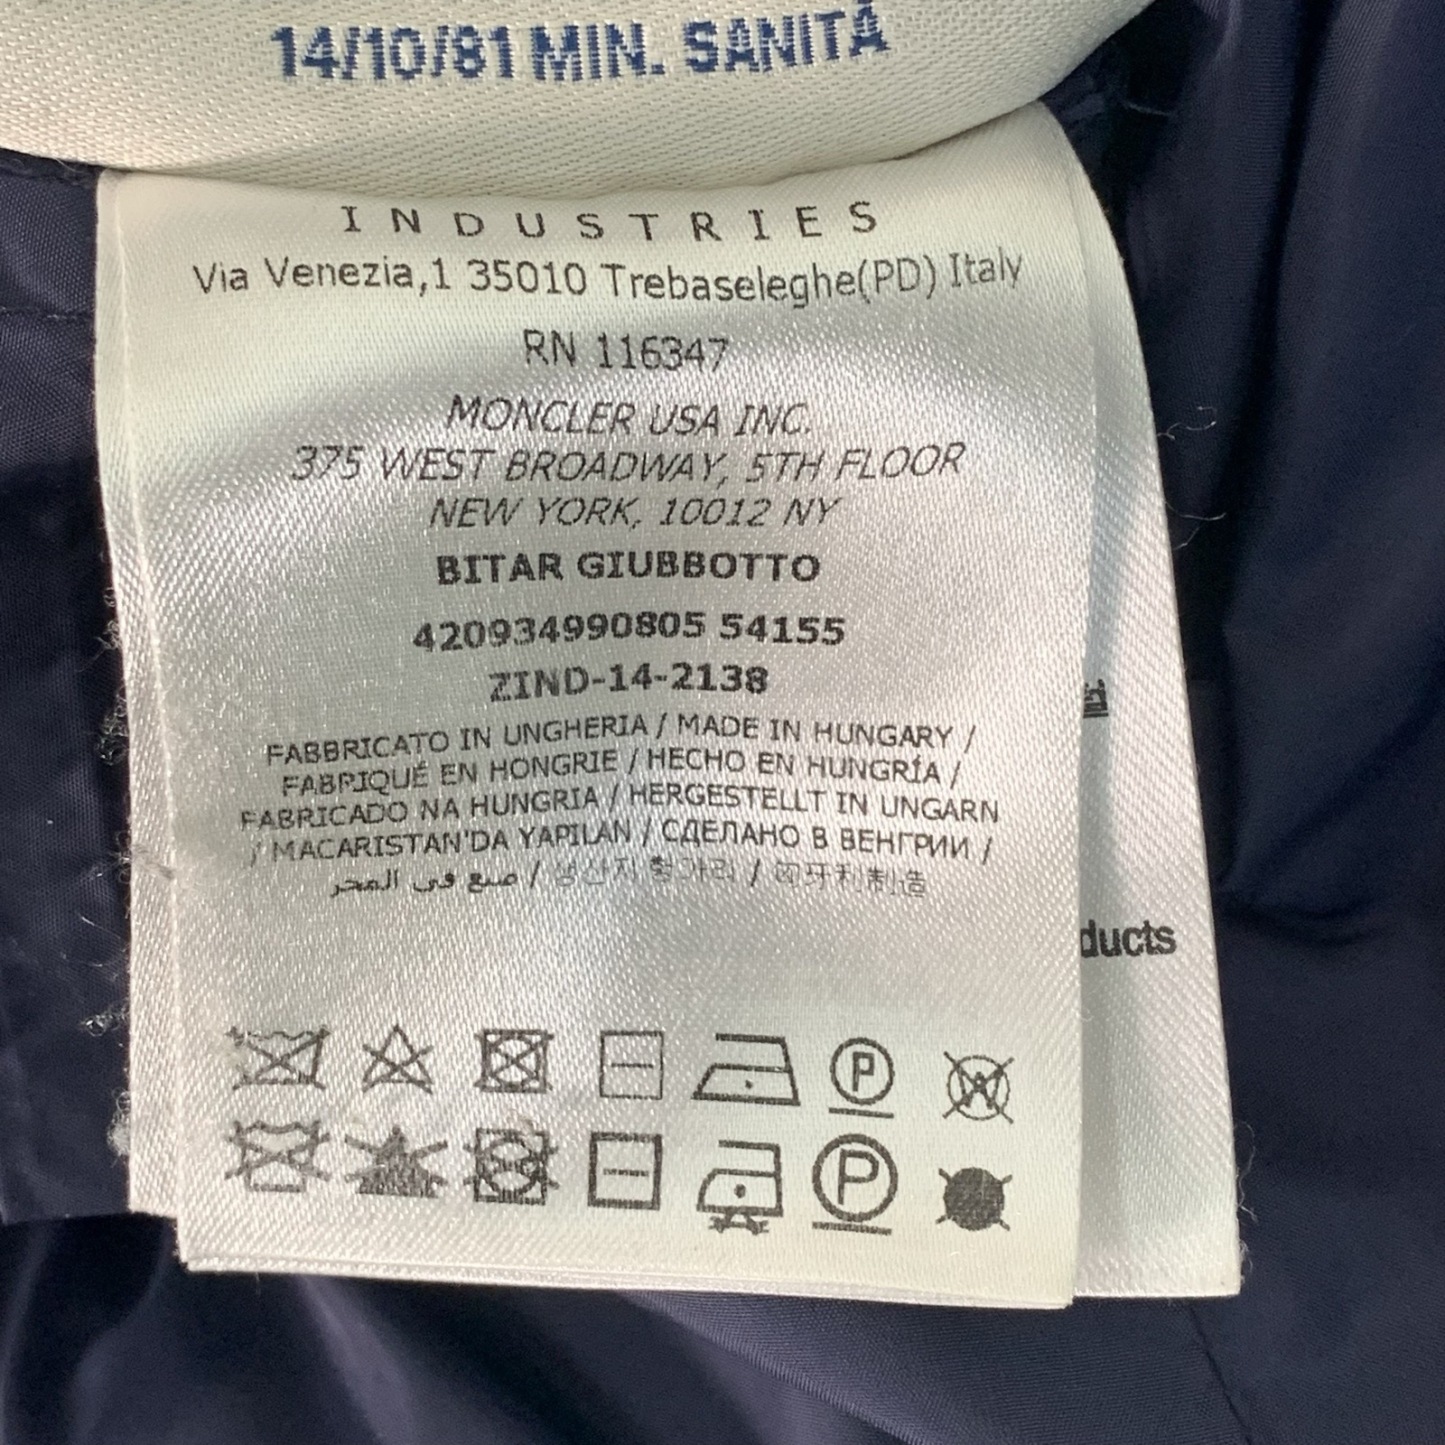 14/10/81 MIN. SANITÀ
INDUSTRIES
Via Venezia,1 35010 Trebaseleghe(PD) Italy
RN 116347
MONCLER USA INC.
375 WEST BROADWAY, 5TH FLOOR
NEW YORK, 10012 NY
BITAR GIUBBOTTO
420934990805 54155
ZIND-14-2138
FABBRICATO IN UNGHERIA / MADE IN HUNGARY /
FABRIQUÉ EN HONGRIE / HECHO EN HUNGRÍA /
FABRICADO NA HUNGRIA / HERGESTELLT IN UNGARN
/ MACARISTAN'DA YAPILAN / СДЕЛАНО В ВЕНГРИИ /
صنع في المجر / 생산지 헝가리 / 匈牙利制造
ducts
P W
P